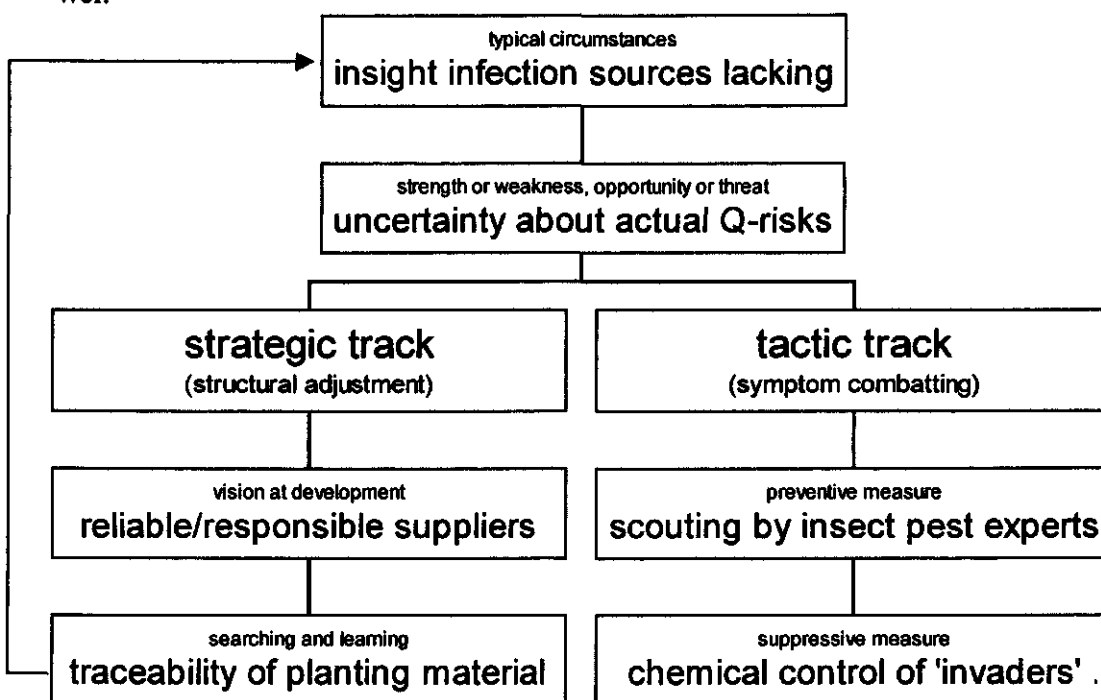 typical circumstances
insight infection sources lacking
strength or weakness, opportunity or threat
uncertainty about actual Q-risks
strategic track
(structural adjustment)
tactic track
(symptom combatting)
vision at development
reliable/responsible suppliers
preventive measure
scouting by insect pest experts
searching and learning
traceability of planting material
suppressive measure
chemical control of 'invaders' .